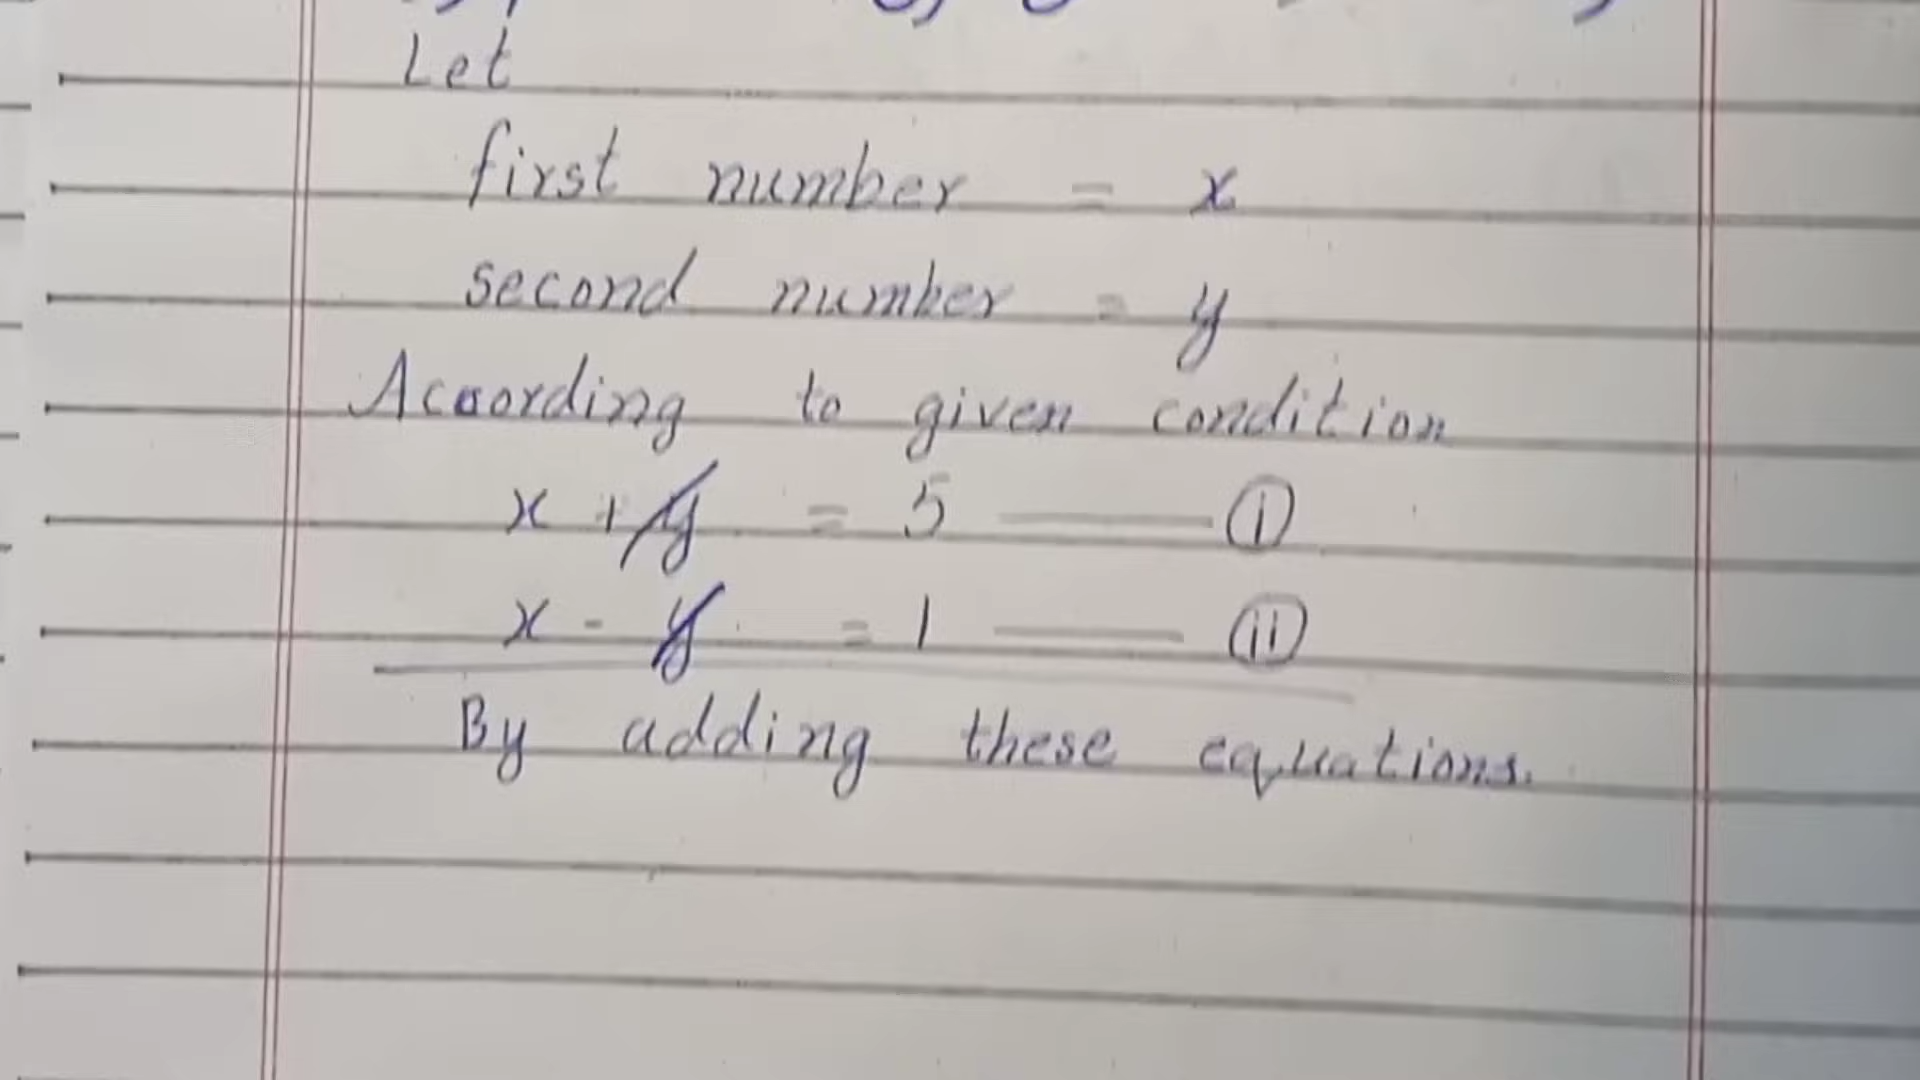 Let
first number = x
second number = y
According to given condition
x + y = 5 —— (i)
x - y = 1 —— (ii)
By adding these equations.